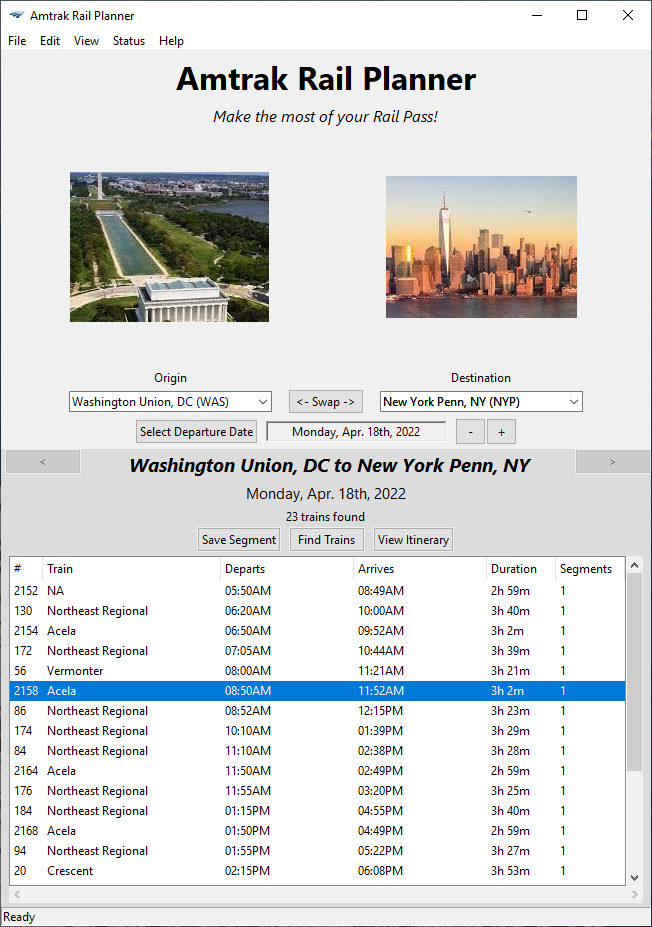 Amtrak Rail Planner
File Edit View Status Help
Amtrak Rail Planner
Make the most of your Rail Pass!
Origin Destination
Washington Union, DC (WAS) <- Swap -> New York Penn, NY (NYP)
Select Departure Date Monday, Apr. 18th, 2022 - +
< Washington Union, DC to New York Penn, NY >
Monday, Apr. 18th, 2022
23 trains found
Save Segment Find Trains View Itinerary
# Train Departs Arrives Duration Segments
2152 NA 05:50AM 08:49AM 2h 59m 1
130 Northeast Regional 06:20AM 10:00AM 3h 40m 1
2154 Acela 06:50AM 09:52AM 3h 2m 1
172 Northeast Regional 07:05AM 10:44AM 3h 39m 1
56 Vermonter 08:00AM 11:21AM 3h 21m 1
2158 Acela 08:50AM 11:52AM 3h 2m 1
86 Northeast Regional 08:52AM 12:15PM 3h 23m 1
174 Northeast Regional 10:10AM 01:39PM 3h 29m 1
84 Northeast Regional 11:10AM 02:38PM 3h 28m 1
2164 Acela 11:50AM 02:49PM 2h 59m 1
176 Northeast Regional 11:55AM 03:20PM 3h 25m 1
184 Northeast Regional 01:15PM 04:55PM 3h 40m 1
2168 Acela 01:50PM 04:49PM 2h 59m 1
94 Northeast Regional 01:55PM 05:22PM 3h 27m 1
20 Crescent 02:15PM 06:08PM 3h 53m 1
Ready